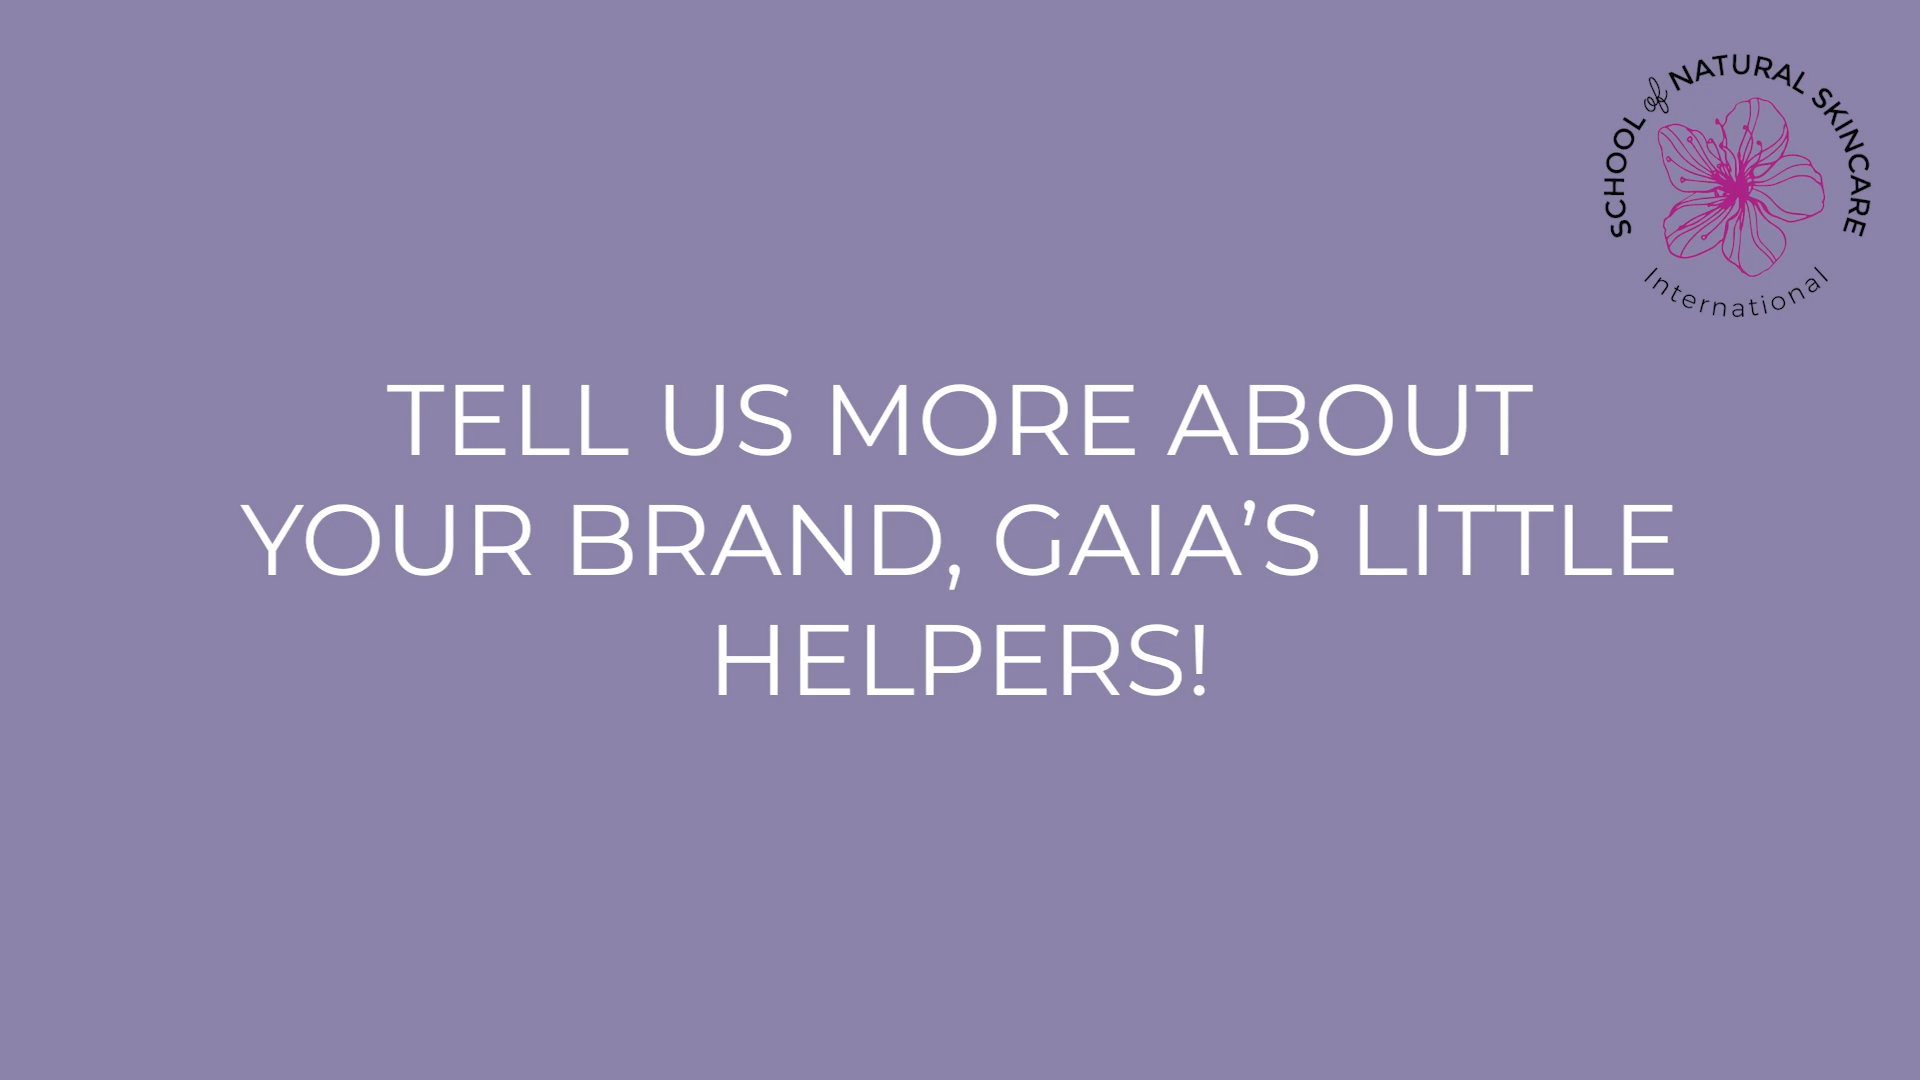 SCHOOL of NATURAL SKINCARE
International
TELL US MORE ABOUT
YOUR BRAND, GAIA’S LITTLE
HELPERS!